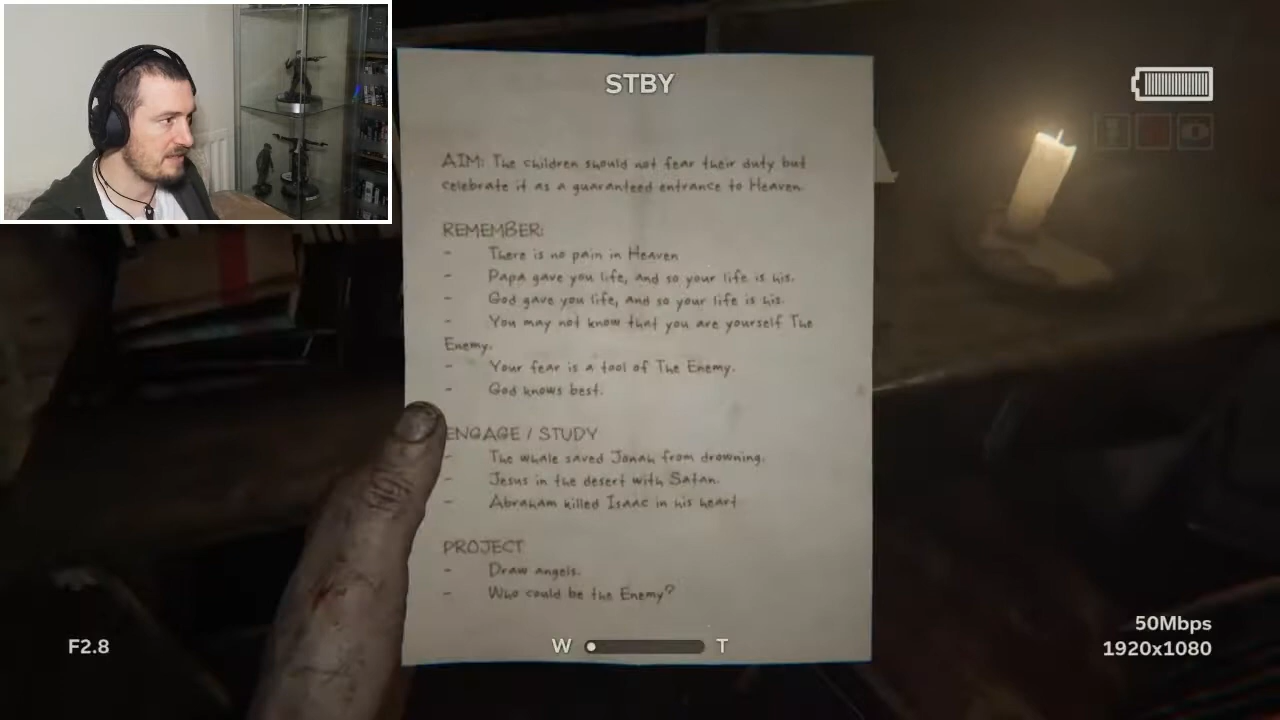 STBY
AIM: The children should not fear their duty but
celebrate it as a guaranteed entrance to Heaven.
REMEMBER:
- There is no pain in Heaven
- Papa gave you life, and so your life is his.
- God gave you life, and so your life is his.
- You may not know that you are yourself The
Enemy.
- Your fear is a tool of The Enemy.
- God knows best.
ENGAGE / STUDY
- The whale saved Jonah from drowning.
- Jesus in the desert with Satan.
- Abraham killed Isaac in his heart
PROJECT
- Draw angels.
- Who could be the Enemy?
F2.8
W T
50Mbps
1920x1080